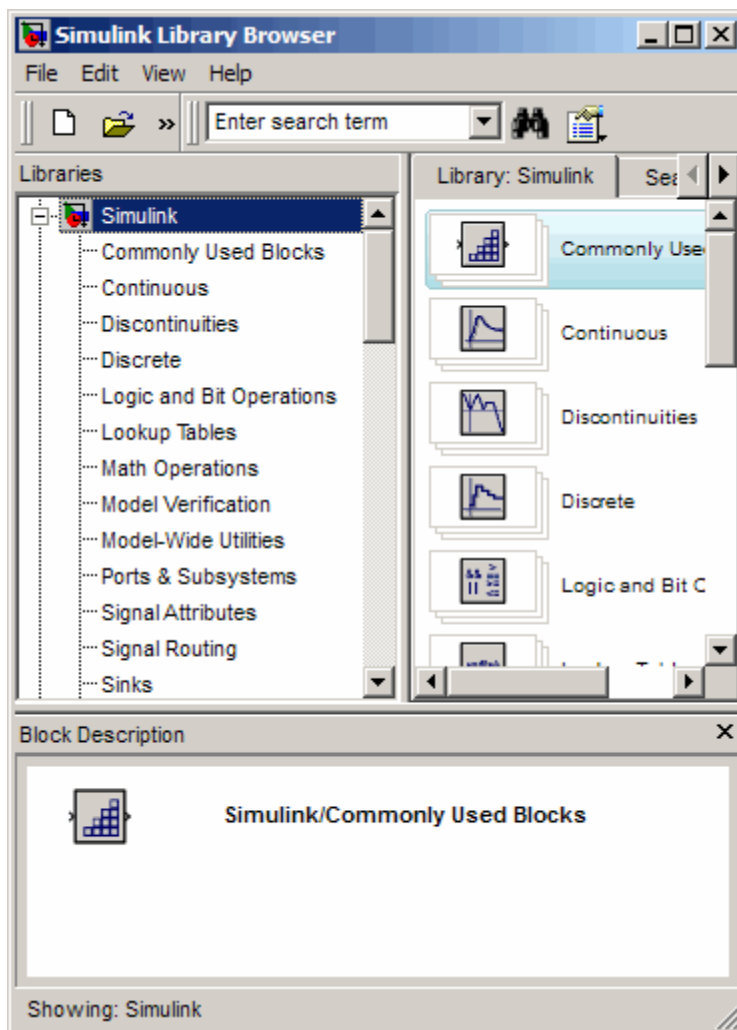 Simulink Library Browser
File Edit View Help
Enter search term
Libraries
Simulink
Commonly Used Blocks
Continuous
Discontinuities
Discrete
Logic and Bit Operations
Lookup Tables
Math Operations
Model Verification
Model-Wide Utilities
Ports & Subsystems
Signal Attributes
Signal Routing
Sinks
Library: Simulink
Commonly Use
Continuous
Discontinuities
Discrete
Logic and Bit
Block Description
Simulink/Commonly Used Blocks
Showing: Simulink